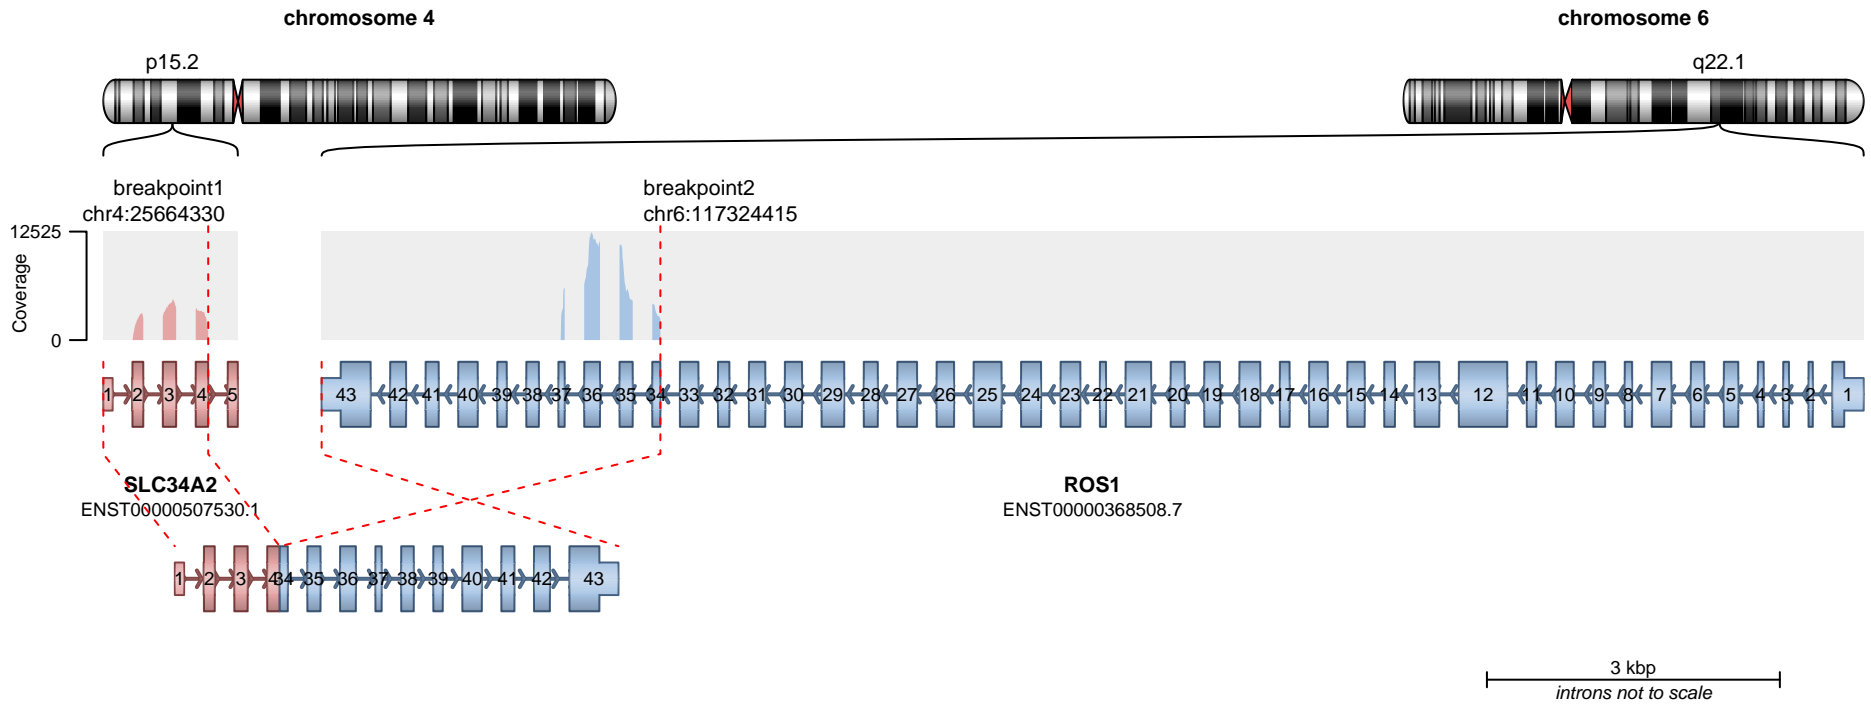 chromosome 4
chromosome 6
p15.2
q22.1
breakpoint1
chr4:25664330
breakpoint2
chr6:117324415
12525
Coverage
0
1 2 3 4 5
43 42 41 40 39 38 37 36 35 34 33 32 31 30 29 28 27 26 25 24 23 22 21 20 19 18 17 16 15 14 13 12 11 10 9 8 7 6 5 4 3 2 1
SLC34A2
ENST00000507530.1
ROS1
ENST00000368508.7
1 2 3 4 34 35 36 37 38 39 40 41 42 43
3 kbp
introns not to scale